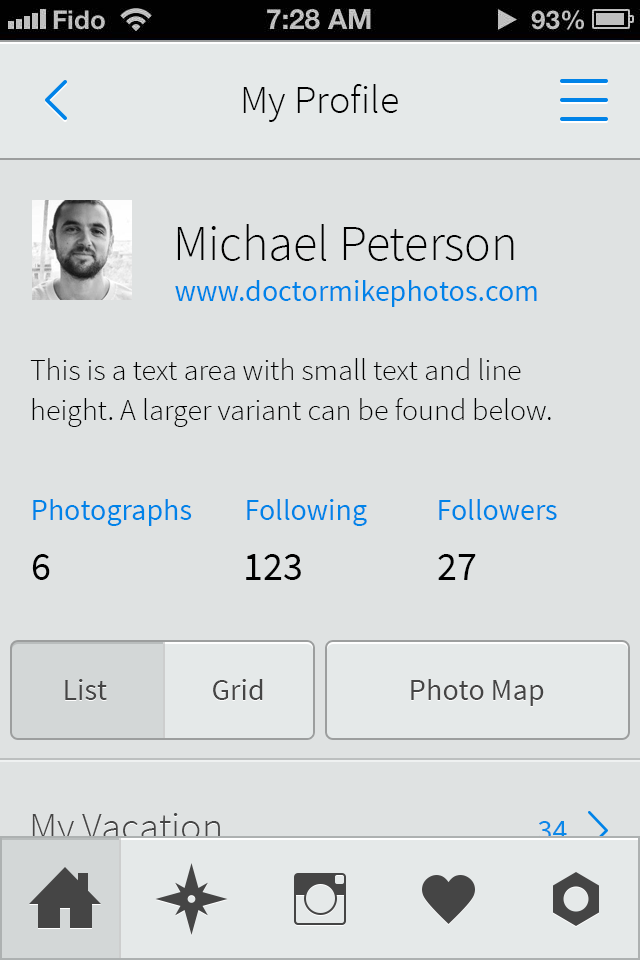 Fido 7:28 AM 93%
My Profile
Michael Peterson
www.doctormikephotos.com
This is a text area with small text and line
height. A larger variant can be found below.
Photographs Following Followers
6 123 27
List Grid Photo Map
My Vacation 34